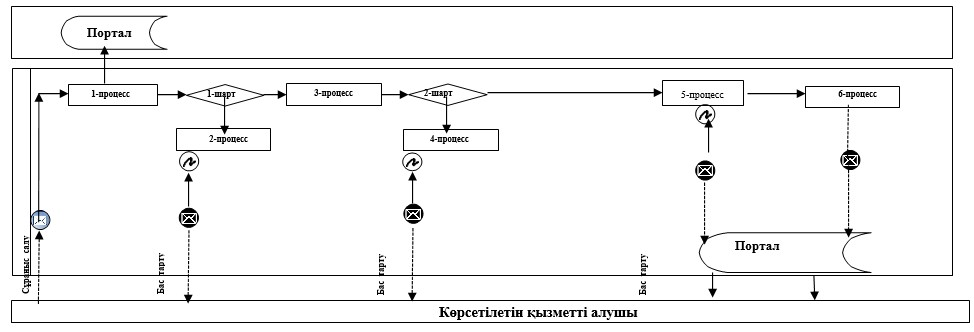 Портал
1-процесс
1-шарт
3-процесс
2-шарт
5-процесс
6-процесс
2-процесс
4-процесс
Сұраныс салу
Бас тарту
Бас тарту
Бас тарту
Портал
Көрсетілетін қызметті алушы